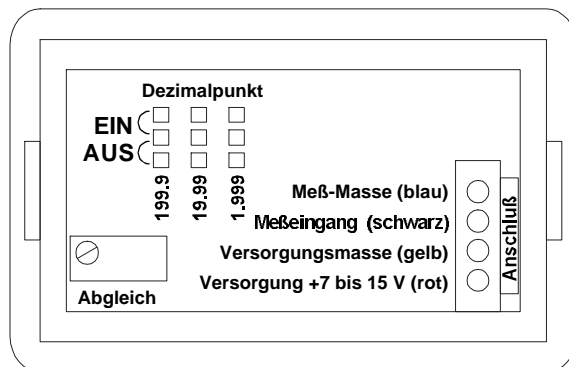 Dezimalpunkt
EIN
AUS
199.9
19.99
1.999
Meß-Masse (blau)
Meßeingang (schwarz)
Versorgungsmasse (gelb)
Versorgung +7 bis 15 V (rot)
Anschluß
Abgleich